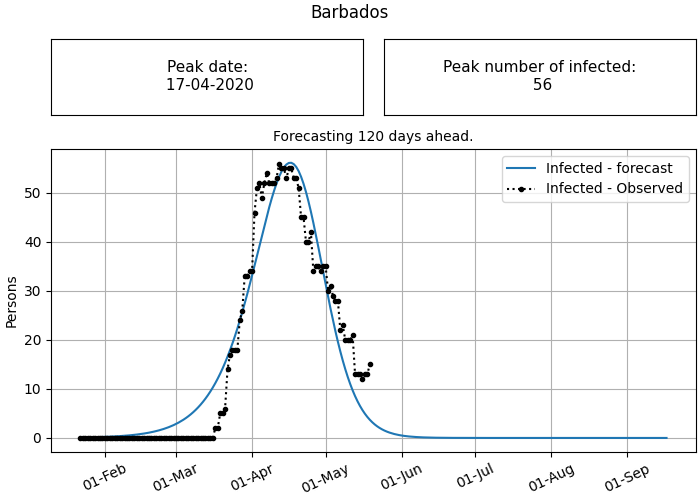 Barbados
Peak date:
17-04-2020
Peak number of infected:
56
Forecasting 120 days ahead.
Infected - forecast
Infected - Observed
Persons
50
40
30
20
10
0
01-Feb
01-Mar
01-Apr
01-May
01-Jun
01-Jul
01-Aug
01-Sep